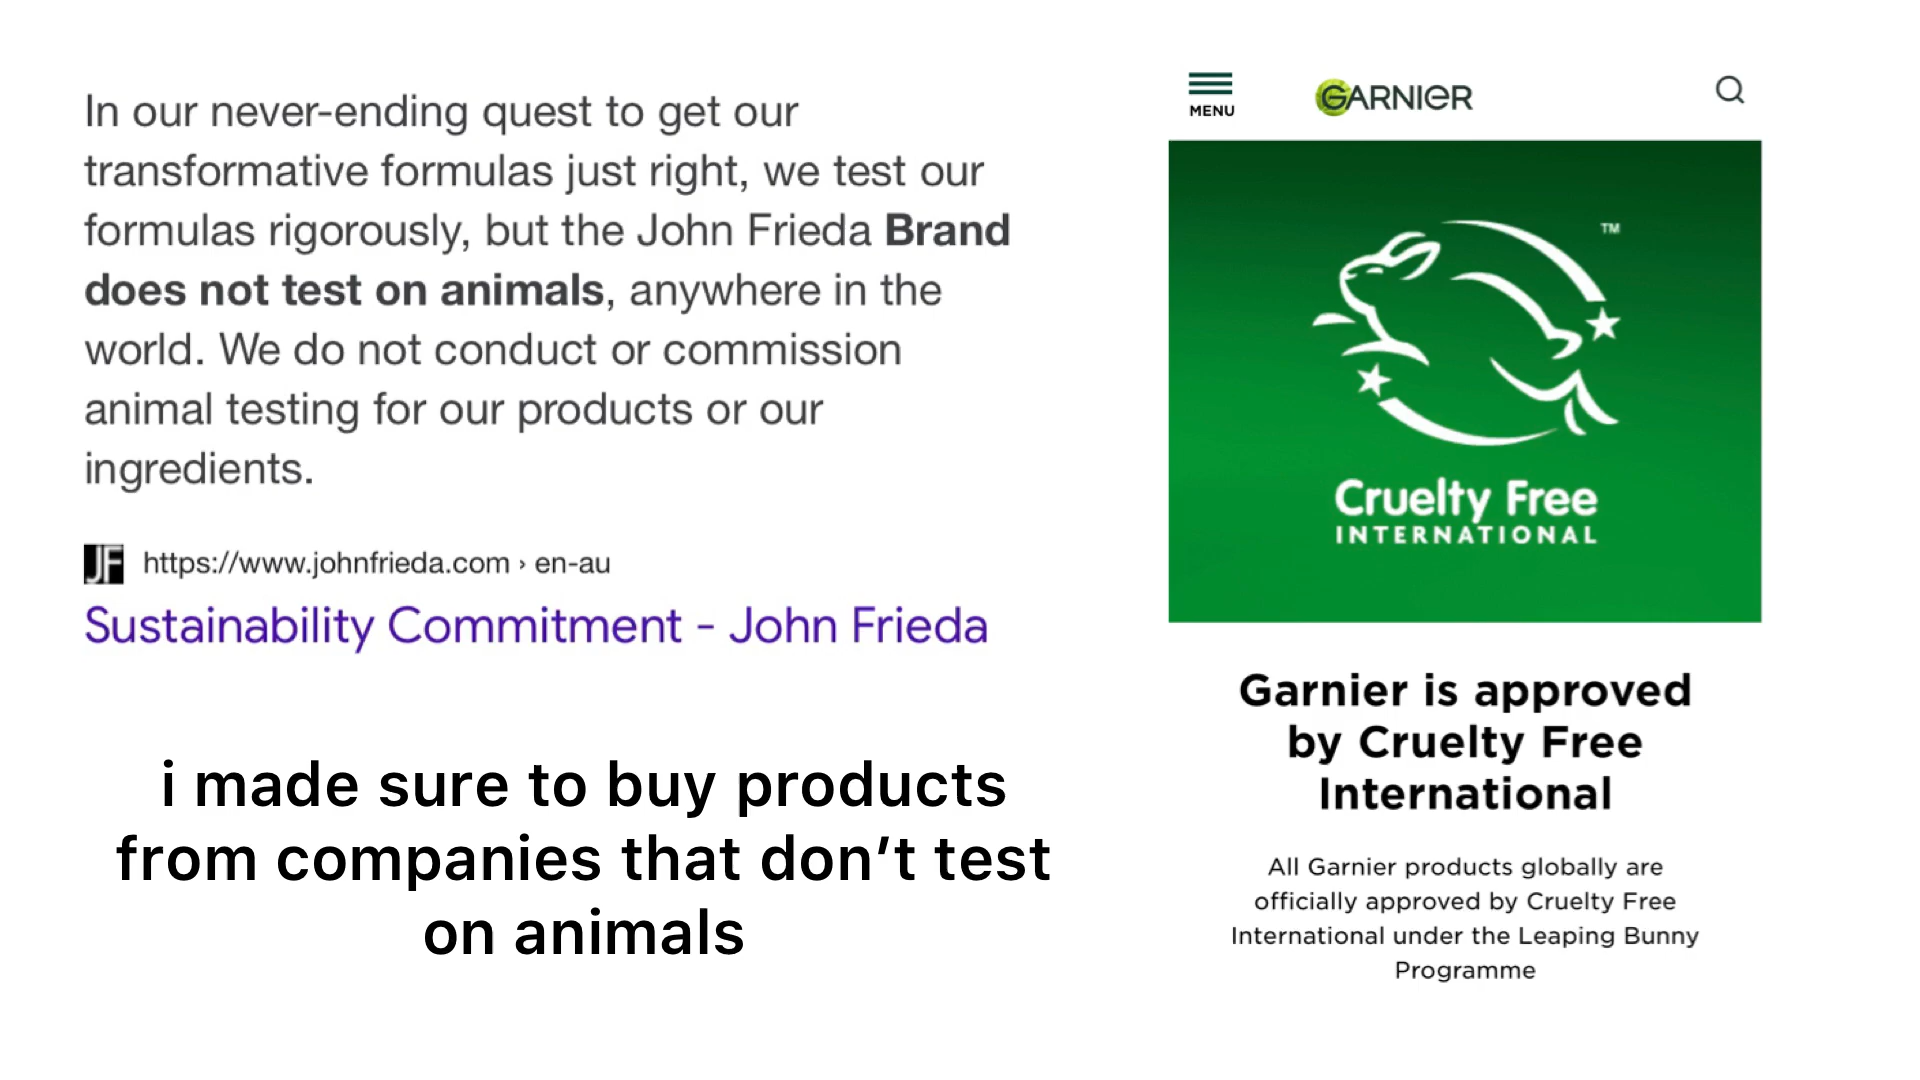 In our never-ending quest to get our
transformative formulas just right, we test our
formulas rigorously, but the John Frieda Brand
does not test on animals, anywhere in the
world. We do not conduct or commission
animal testing for our products or our
ingredients.
JF https://www.johnfrieda.com › en-au
Sustainability Commitment - John Frieda
i made sure to buy products
from companies that don’t test
on animals
MENU
GARNIER
TM
Cruelty Free
INTERNATIONAL
Garnier is approved
by Cruelty Free
International
All Garnier products globally are
officially approved by Cruelty Free
International under the Leaping Bunny
Programme